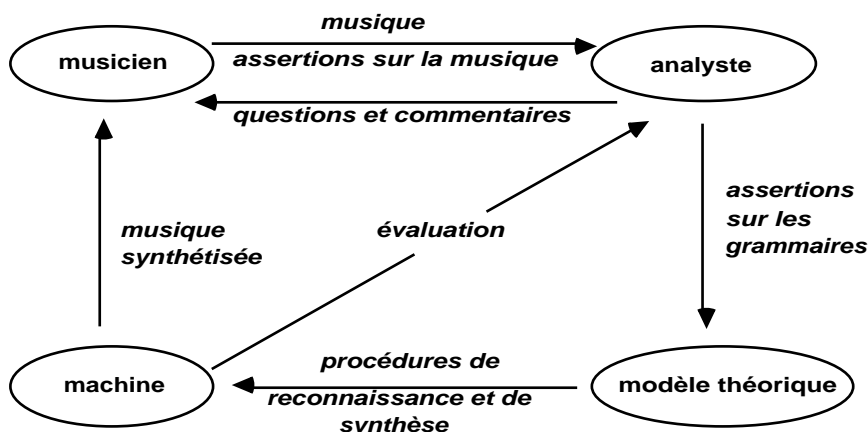 musique
musicien
assertions sur la musique
analyste
questions et commentaires
assertions
sur les
grammaires
musique
synthétisée
évaluation
machine
procédures de
reconnaissance et de
synthèse
modèle théorique